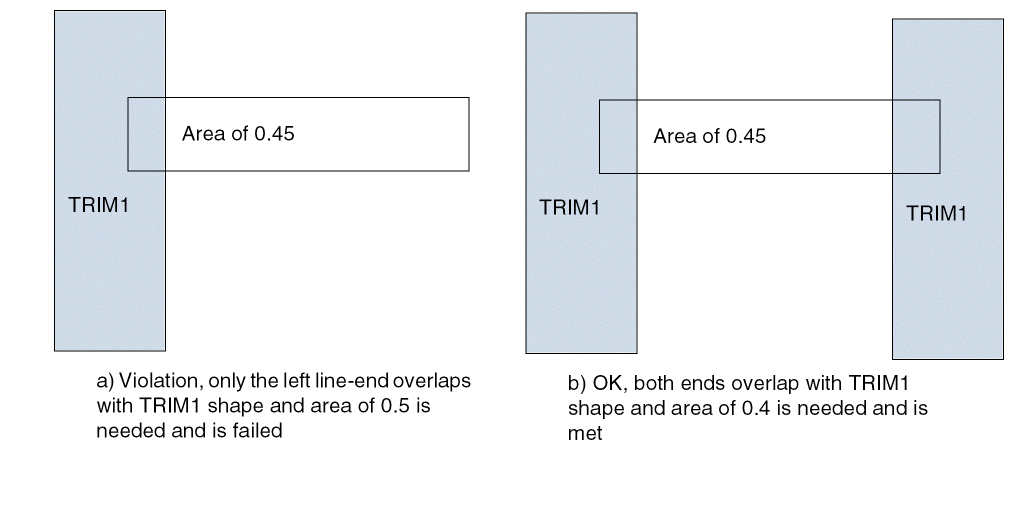 Area of 0.45
TRIM1
a) Violation, only the left line-end overlaps
with TRIM1 shape and area of 0.5 is
needed and is failed
Area of 0.45
TRIM1
TRIM1
b) OK, both ends overlap with TRIM1
shape and area of 0.4 is needed and is
met